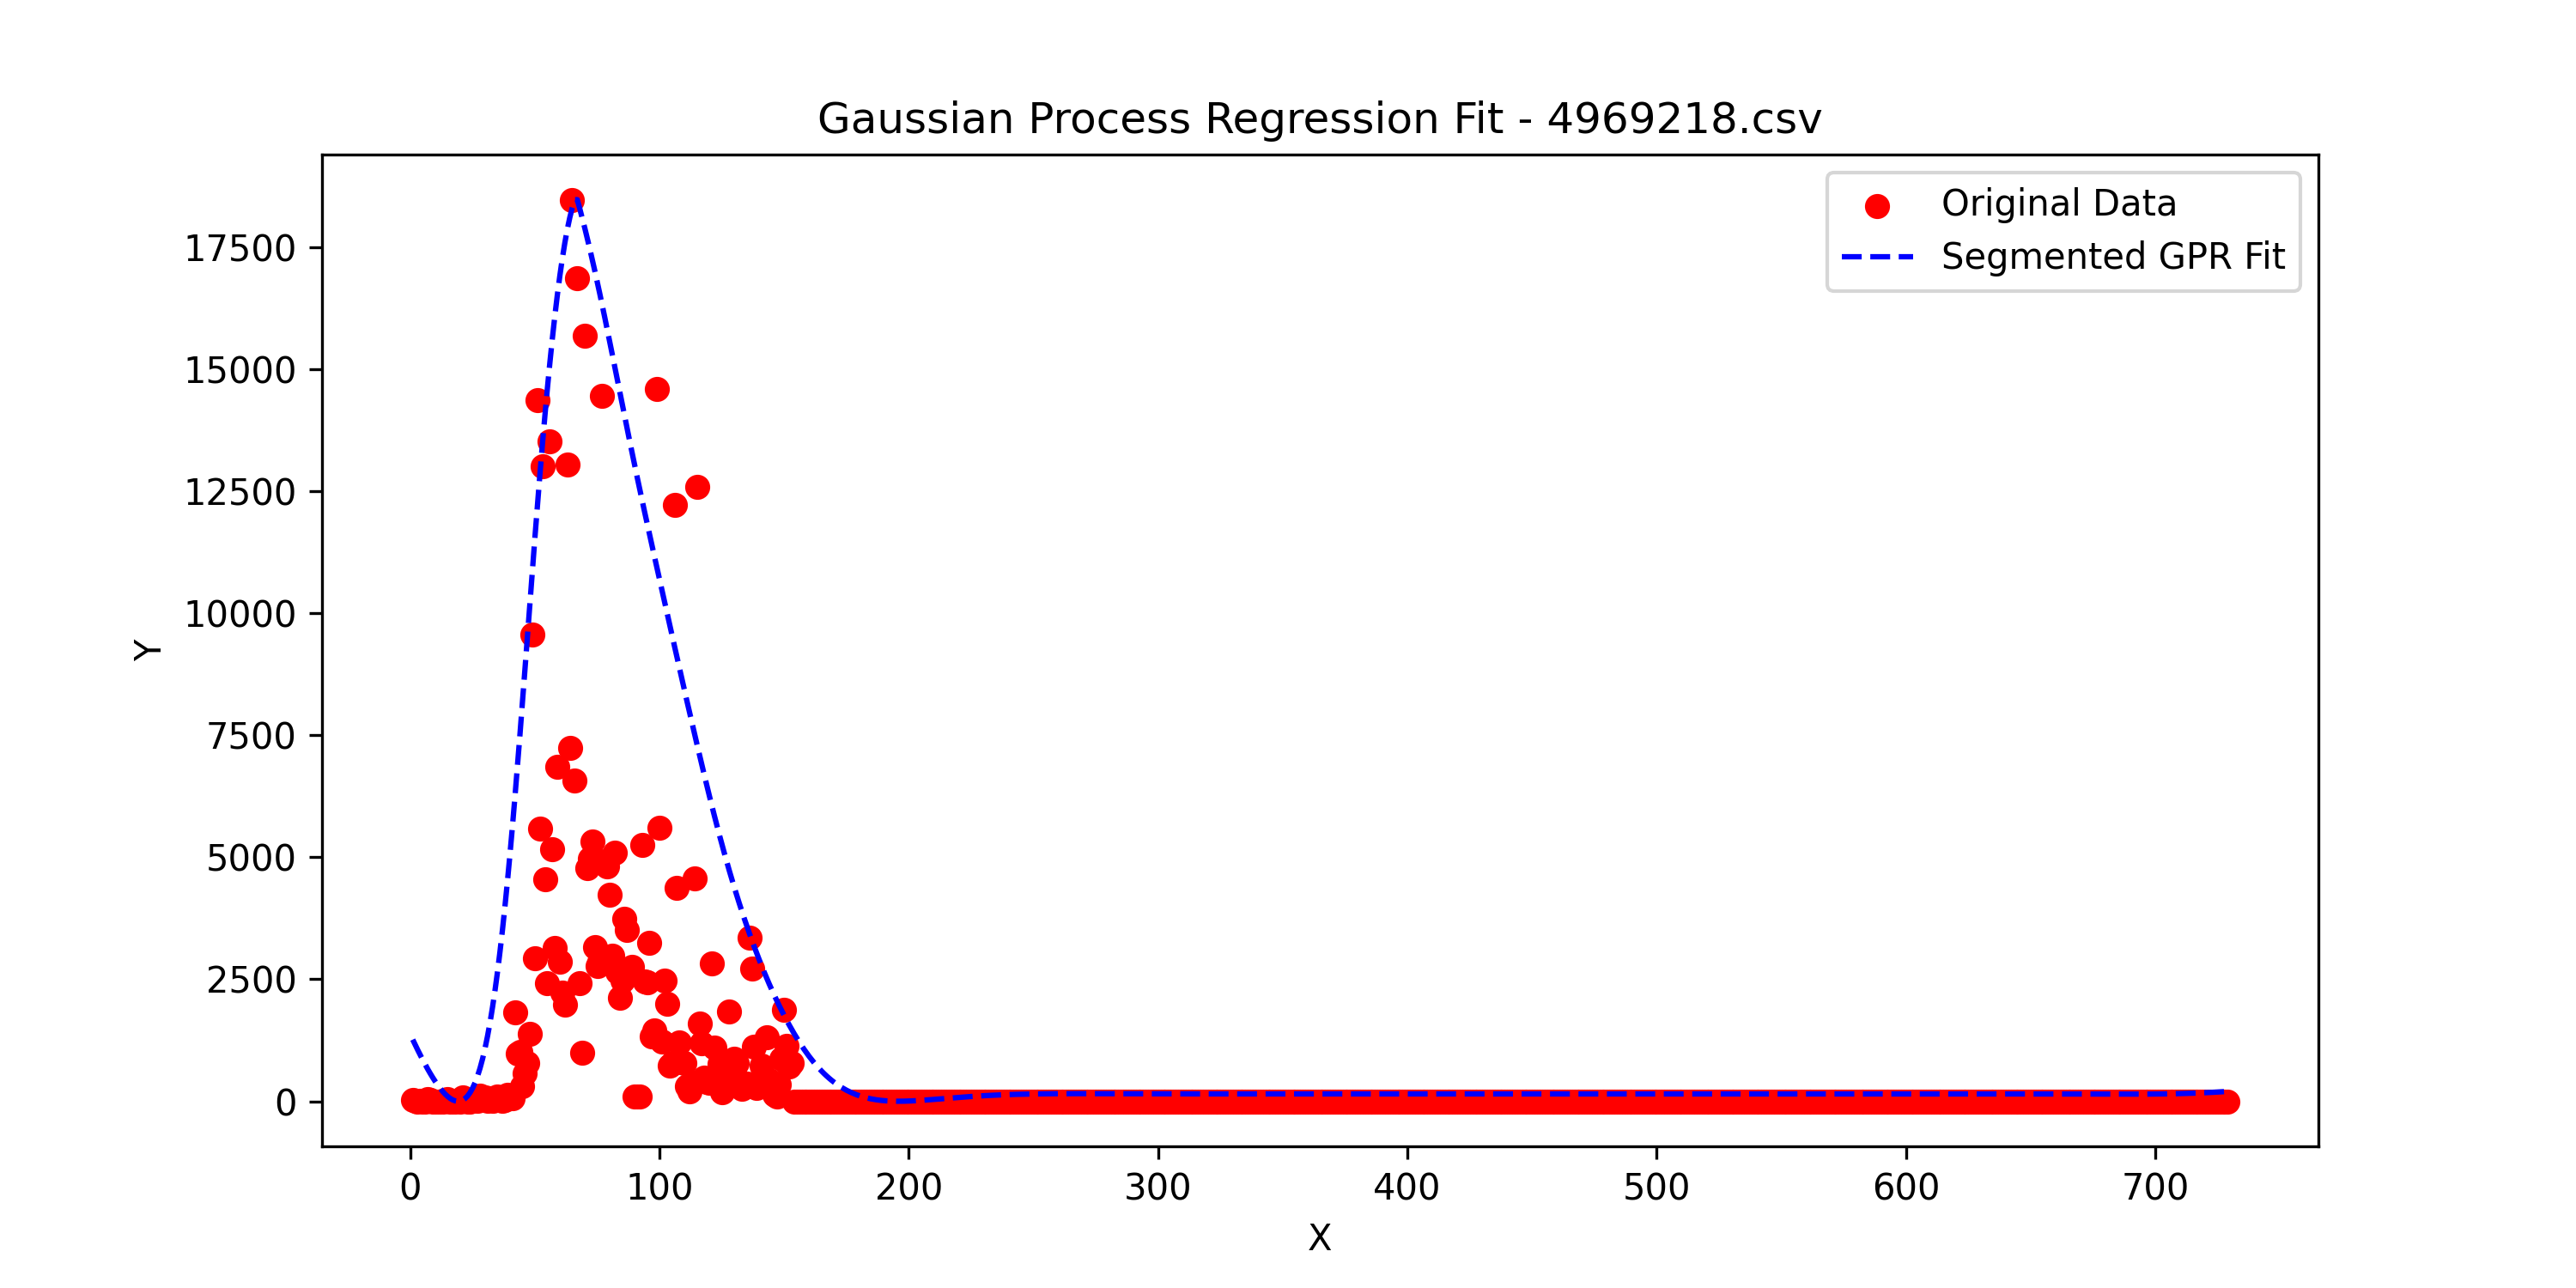 Gaussian Process Regression Fit - 4969218.csv
Original Data
Segmented GPR Fit
17500
15000
12500
10000
7500
5000
2500
0
Y
0 100 200 300 400 500 600 700
X